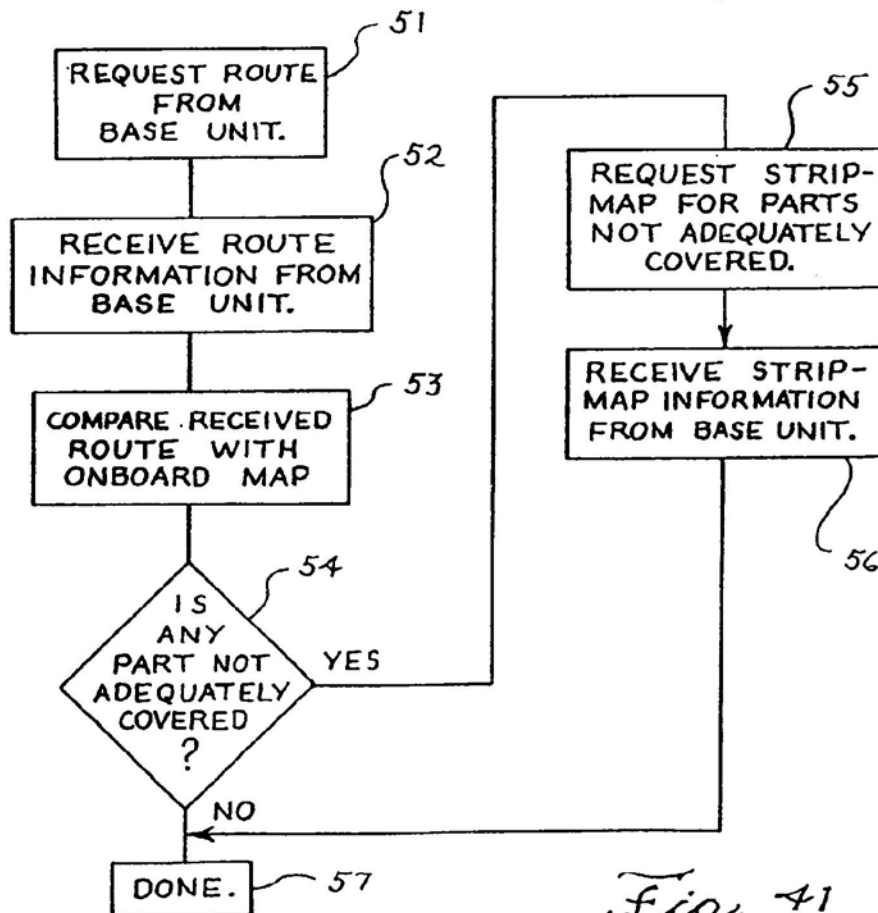 51
REQUEST ROUTE
FROM
BASE UNIT.
52
RECEIVE ROUTE
INFORMATION FROM
BASE UNIT.
53
COMPARE RECEIVED
ROUTE WITH
ONBOARD MAP
54
IS
ANY
PART NOT
ADEQUATELY
COVERED
?
YES
NO
55
REQUEST STRIP-
MAP FOR PARTS
NOT ADEQUATELY
COVERED.
RECEIVE STRIP-
MAP INFORMATION
FROM BASE UNIT.
56
DONE.
57
Fig. 41